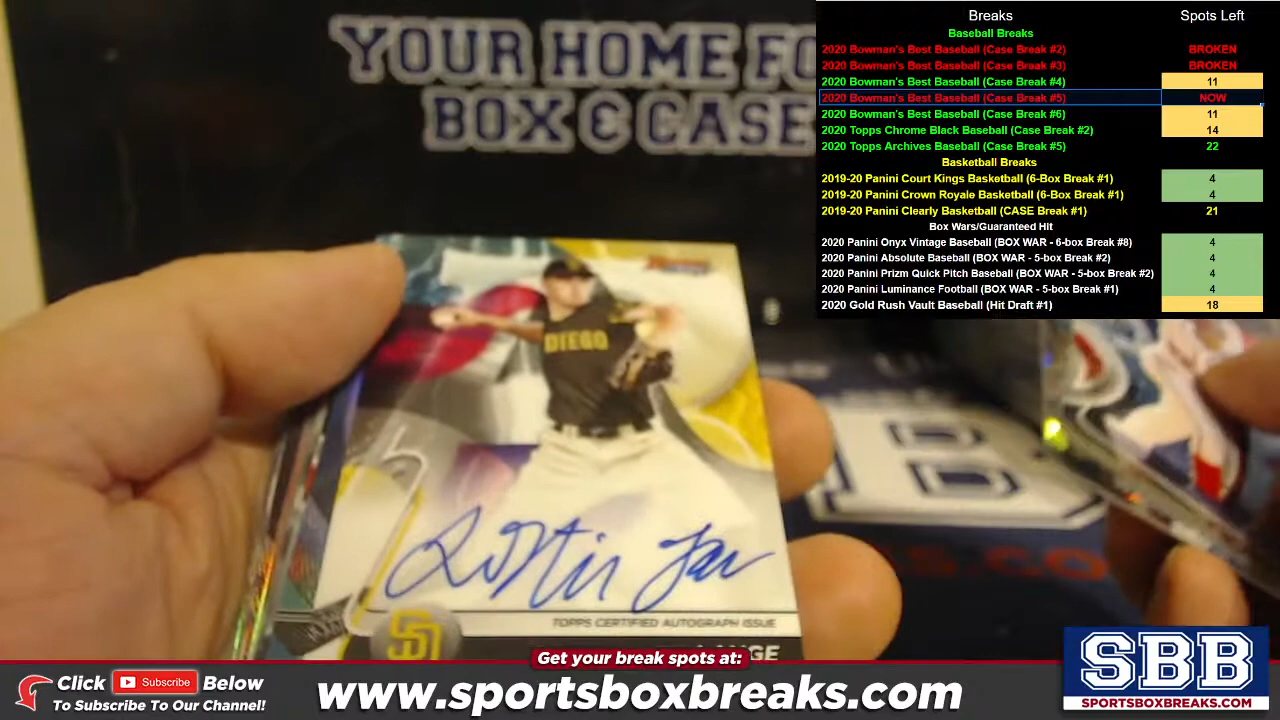 YOUR HOME FO
BOX & CASE
Breaks Spots Left
Baseball Breaks
2020 Bowman's Best Baseball (Case Break #2) BROKEN
2020 Bowman's Best Baseball (Case Break #3) BROKEN
2020 Bowman's Best Baseball (Case Break #4) 11
2020 Bowman's Best Baseball (Case Break #5) NOW
2020 Bowman's Best Baseball (Case Break #6) 11
2020 Topps Chrome Black Baseball (Case Break #2) 14
2020 Topps Archives Baseball (Case Break #5) 22
Basketball Breaks
2019-20 Panini Court Kings Basketball (6-Box Break #1) 4
2019-20 Panini Crown Royale Basketball (6-Box Break #1) 4
2019-20 Panini Clearly Basketball (CASE Break #1) 21
Box Wars/Guaranteed Hit
2020 Panini Onyx Vintage Baseball (BOX WAR - 6-box Break #8) 4
2020 Panini Absolute Baseball (BOX WAR - 5-box Break #2) 4
2020 Panini Prizm Quick Pitch Baseball (BOX WAR - 5-box Break #2) 4
2020 Panini Luminance Football (BOX WAR - 5-box Break #1) 4
2020 Gold Rush Vault Baseball (Hit Draft #1) 18
DIEGO
TOPPS CERTIFIED AUTOGRAPH ISSUE
SD
LANGE
Get your break spots at:
Click Subscribe Below
To Subscribe To Our Channel!
www.sportsboxbreaks.com
SBB
SPORTSBOXBREAKS.COM